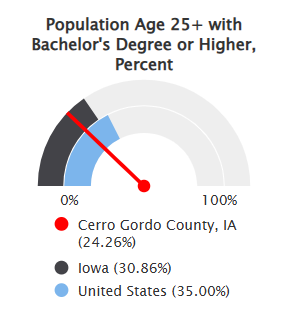 Population Age 25+ with
Bachelor's Degree or Higher,
Percent
0%
100%
Cerro Gordo County, IA
(24.26%)
Iowa (30.86%)
United States (35.00%)